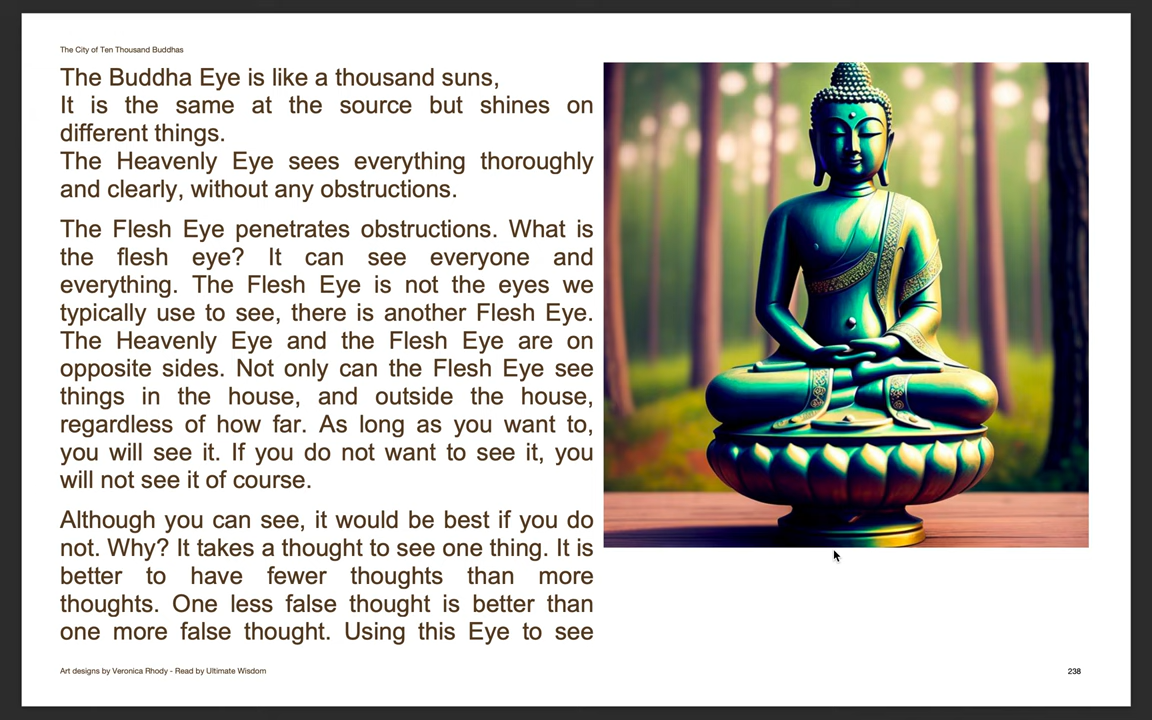 The City of Ten Thousand Buddhas
The Buddha Eye is like a thousand suns,
It is the same at the source but shines on
different things.
The Heavenly Eye sees everything thoroughly
and clearly, without any obstructions.
The Flesh Eye penetrates obstructions. What is
the flesh eye? It can see everyone and
everything. The Flesh Eye is not the eyes we
typically use to see, there is another Flesh Eye.
The Heavenly Eye and the Flesh Eye are on
opposite sides. Not only can the Flesh Eye see
things in the house, and outside the house,
regardless of how far. As long as you want to,
you will see it. If you do not want to see it, you
will not see it of course.
Although you can see, it would be best if you do
not. Why? It takes a thought to see one thing. It is
better to have fewer thoughts than more
thoughts. One less false thought is better than
one more false thought. Using this Eye to see
Art designs by Veronica Rhody - Read by Ultimate Wisdom
238